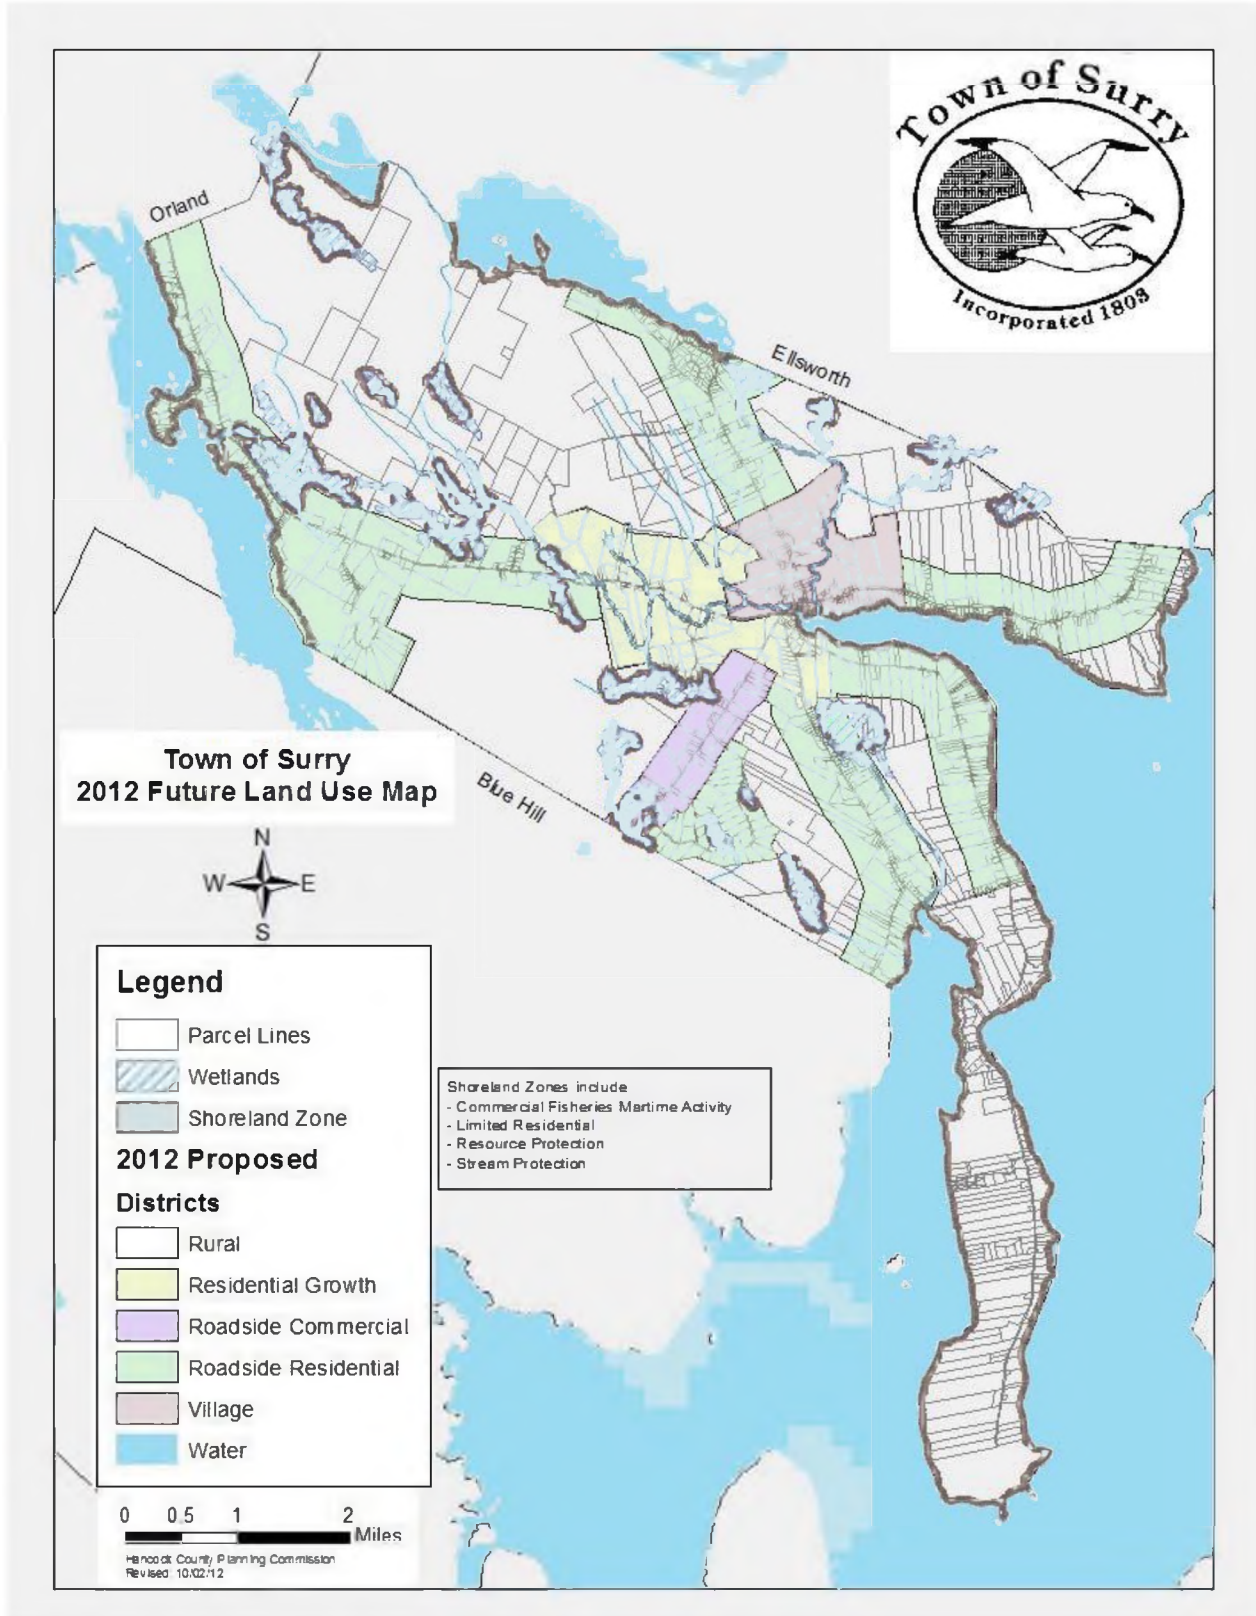 Town of Surry
Incorporated 1803
Orland
Ellsworth
Town of Surry
2012 Future Land Use Map
Blue Hill
N
W E
S
Legend
Parcel Lines
Wetlands
Shoreland Zone
2012 Proposed
Districts
Rural
Residential Growth
Roadside Commercial
Roadside Residential
Village
Water
Shoreland Zones include
- Commercial Fisheries Martime Activity
- Limited Residential
- Resource Protection
- Stream Protection
0 0.5 1 2
Miles
Hancock County Planning Commission
Revised: 10/02/12